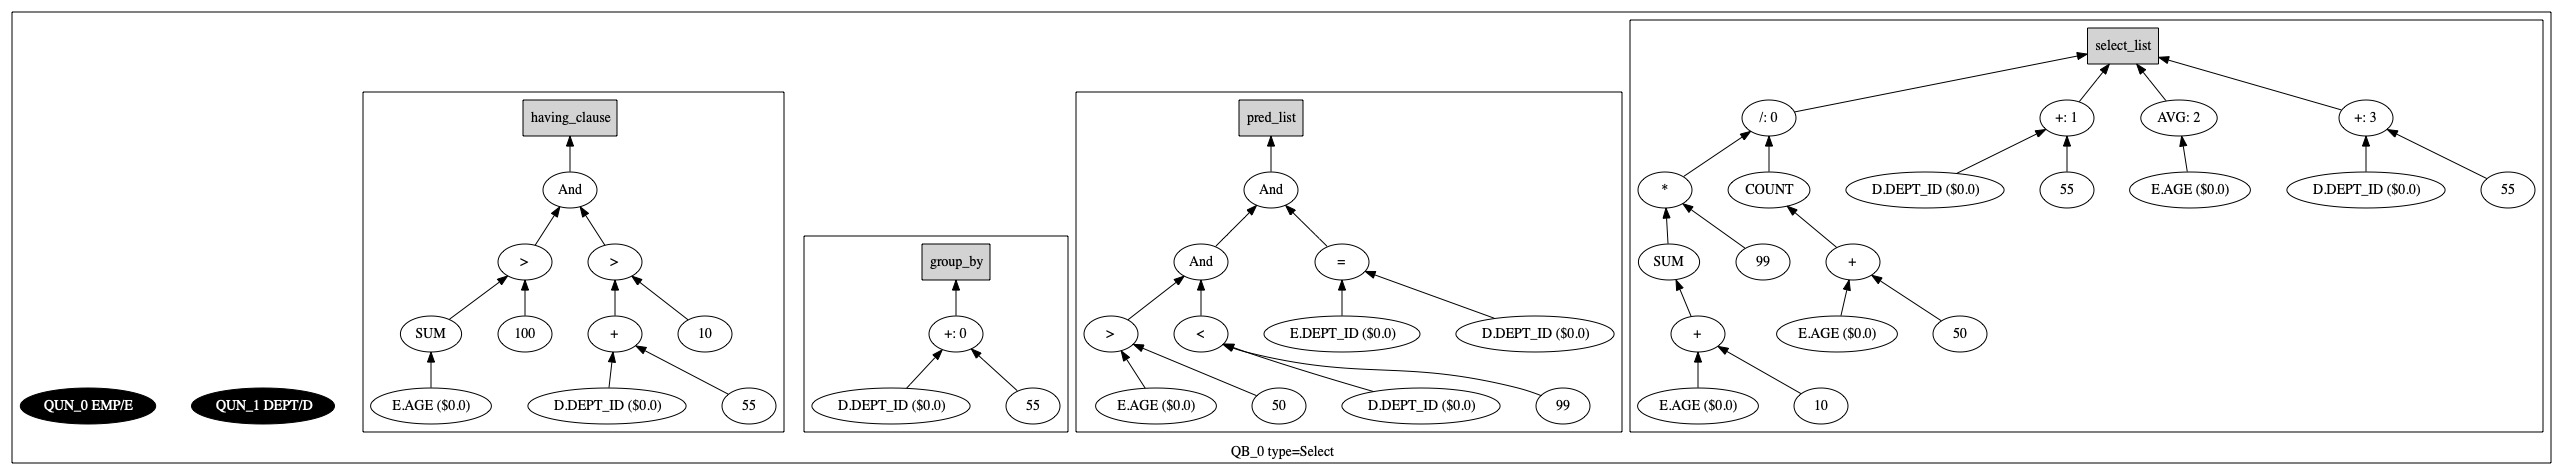 select_list
having_clause
pred_list
/: 0
+: 1
AVG: 2
+: 3
And
And
*
COUNT
D.DEPT_ID ($0.0)
55
E.AGE ($0.0)
D.DEPT_ID ($0.0)
55
>
>
group_by
And
=
SUM
99
+
SUM
100
+
10
+: 0
>
<
E.DEPT_ID ($0.0)
D.DEPT_ID ($0.0)
+
E.AGE ($0.0)
50
QUN_0 EMP/E
QUN_1 DEPT/D
E.AGE ($0.0)
D.DEPT_ID ($0.0)
55
D.DEPT_ID ($0.0)
55
E.AGE ($0.0)
50
D.DEPT_ID ($0.0)
99
E.AGE ($0.0)
10
QB_0 type=Select